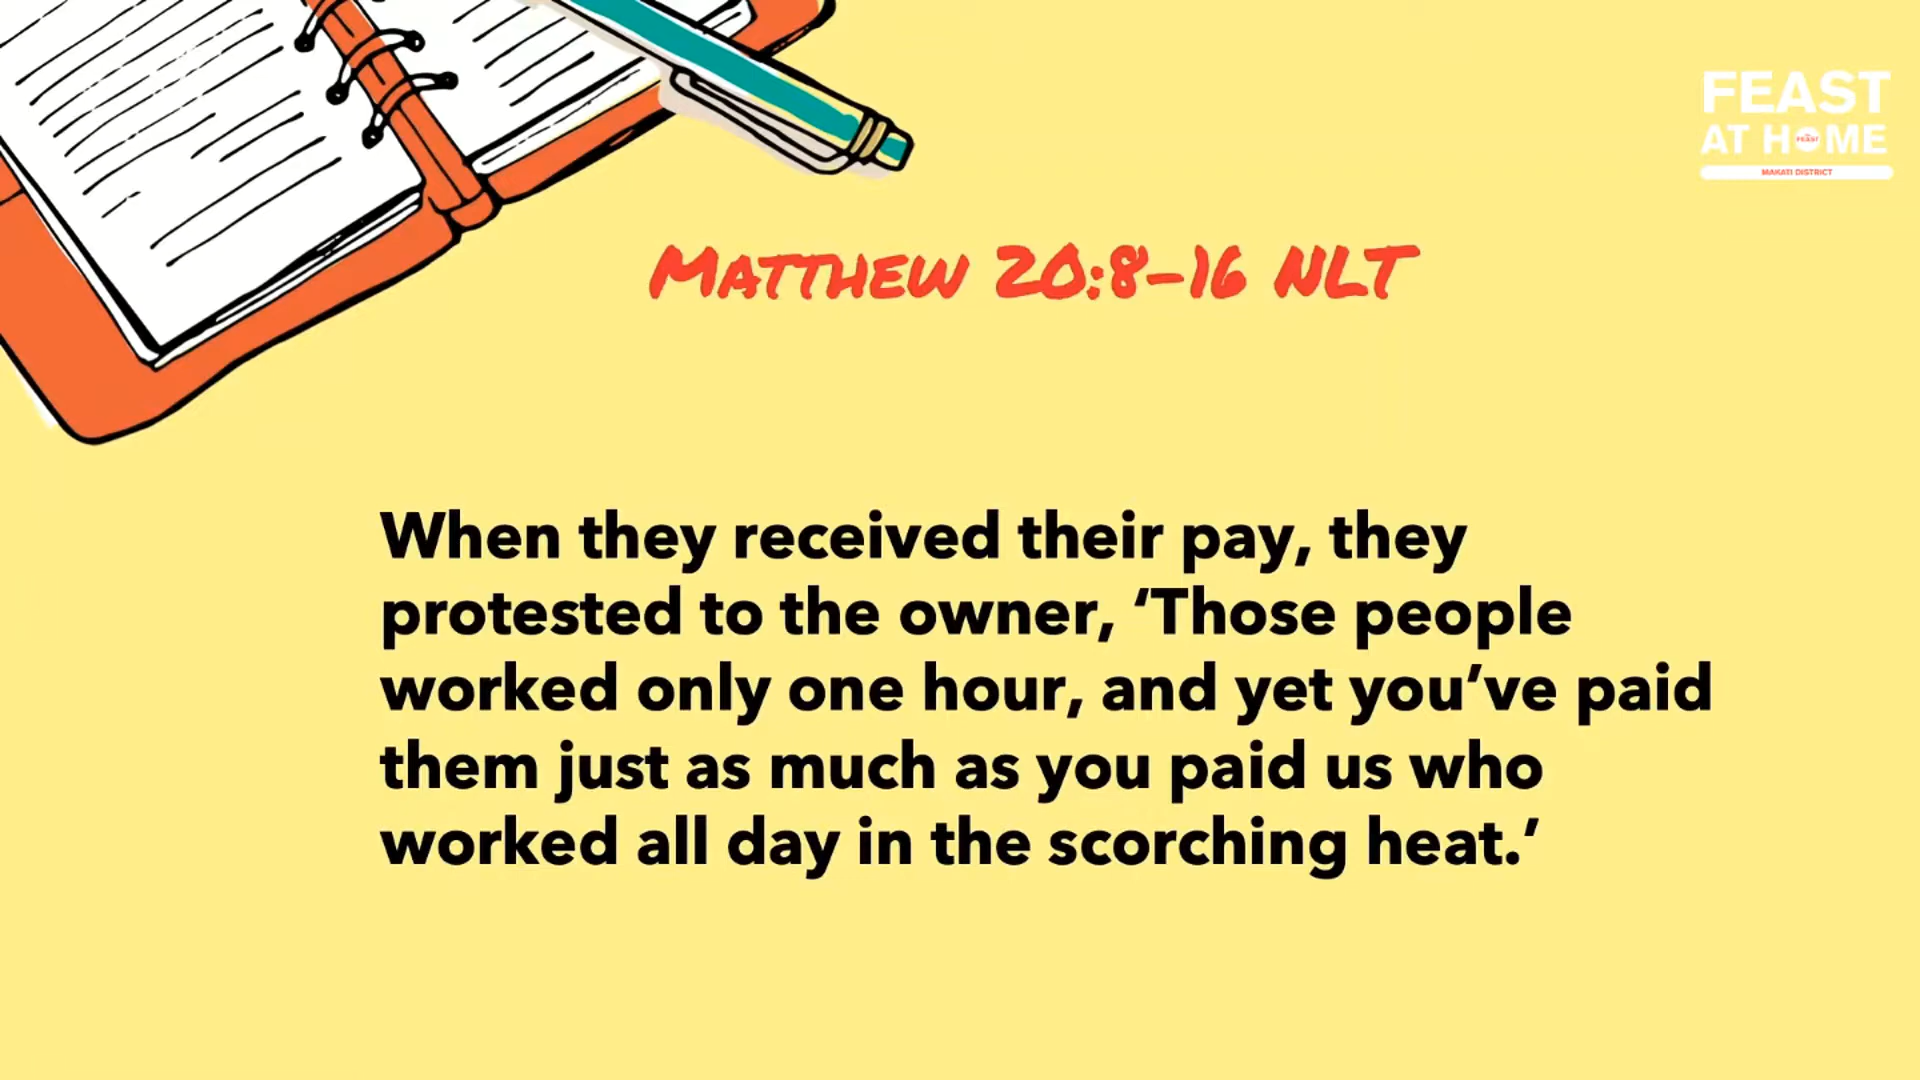 FEAST
AT HOME
THE FEAST
MAKATI DISTRICT
MATTHEW 20:8-16 NLT
When they received their pay, they
protested to the owner, ‘Those people
worked only one hour, and yet you’ve paid
them just as much as you paid us who
worked all day in the scorching heat.’